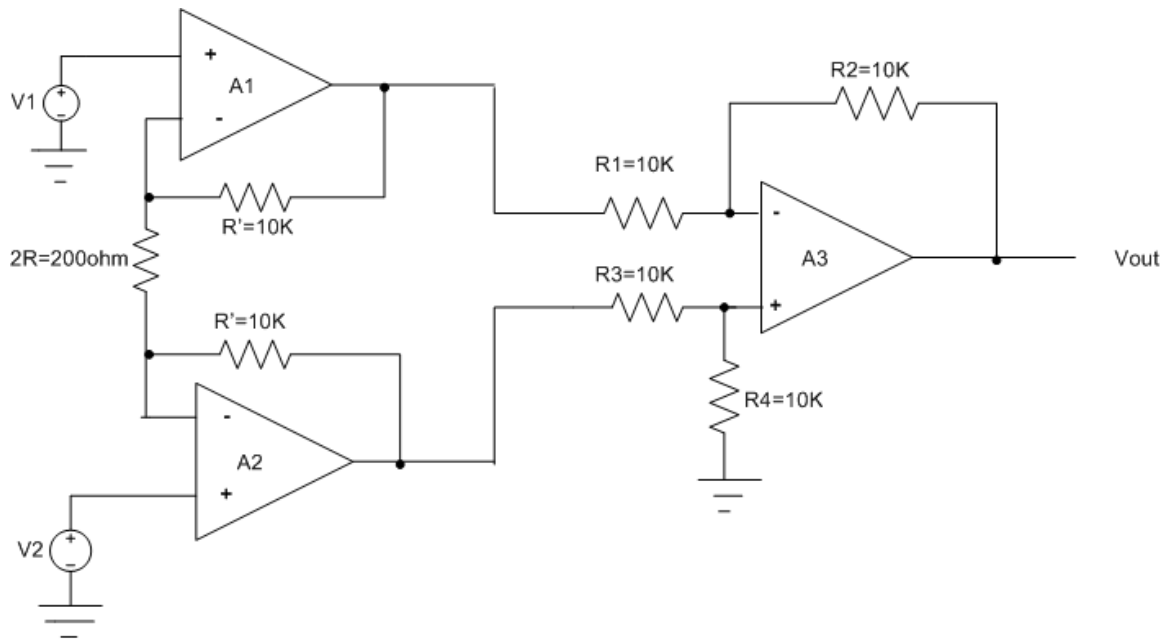 R2=10K
+
A1
V1
+
-
-
R1=10K
R'=10K
-
2R=200ohm
A3
Vout
R3=10K
+
R'=10K
R4=10K
-
A2
+
V2
+
-